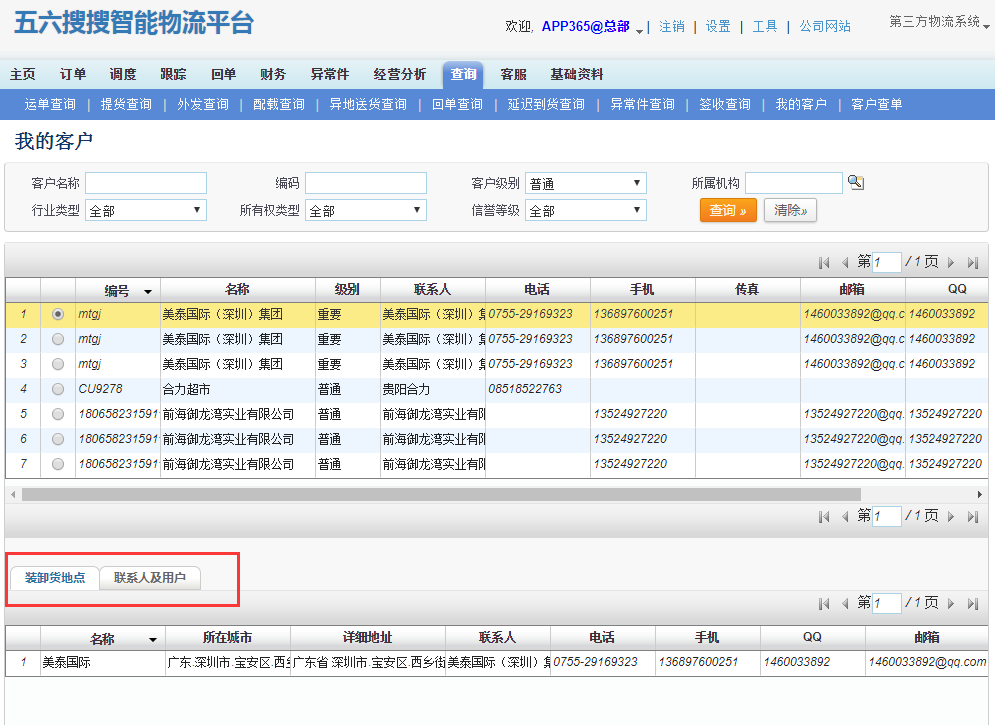 五六搜搜智能物流平台
欢迎, APP365@总部 | 注销 | 设置 | 工具 | 公司网站 第三方物流系统
主页 订单 调度 跟踪 回单 财务 异常件 经营分析 查询 客服 基础资料
运单查询 | 提货查询 | 外发查询 | 配载查询 | 异地送货查询 | 回单查询 | 延迟到货查询 | 异常件查询 | 签收查询 | 我的客户 | 客户查单
我的客户
客户名称 编码 客户级别 普通 所属机构
行业类型 全部 所有权类型 全部 信誉等级 全部 查询 » 清除»
第 1 / 1 页
编号 名称 级别 联系人 电话 手机 传真 邮箱 QQ
1 mtgj 美泰国际（深圳）集团 重要 美泰国际（深圳）集 0755-29169323 136897600251 1460033892@qq.c 1460033892
2 mtgj 美泰国际（深圳）集团 重要 美泰国际（深圳）集 0755-29169323 136897600251 1460033892@qq.c 1460033892
3 mtgj 美泰国际（深圳）集团 重要 美泰国际（深圳）集 0755-29169323 136897600251 1460033892@qq.c 1460033892
4 CU9278 合力超市 普通 贵阳合力 08518522763
5 180658231591 前海御龙湾实业有限公司 普通 前海御龙湾实业有限 13524927220 13524927220@qq. 13524927220
6 180658231591 前海御龙湾实业有限公司 普通 前海御龙湾实业有限 13524927220 13524927220@qq. 13524927220
7 180658231591 前海御龙湾实业有限公司 普通 前海御龙湾实业有限 13524927220 13524927220@qq. 13524927220
第 1 / 1 页
装卸货地点 联系人及用户
第 1 / 1 页
名称 所在城市 详细地址 联系人 电话 手机 QQ 邮箱
1 美泰国际 广东.深圳市.宝安区.西乡 广东省 深圳市.宝安区.西乡街 美泰国际（深圳）集 0755-29169323 136897600251 1460033892 1460033892@qq.com